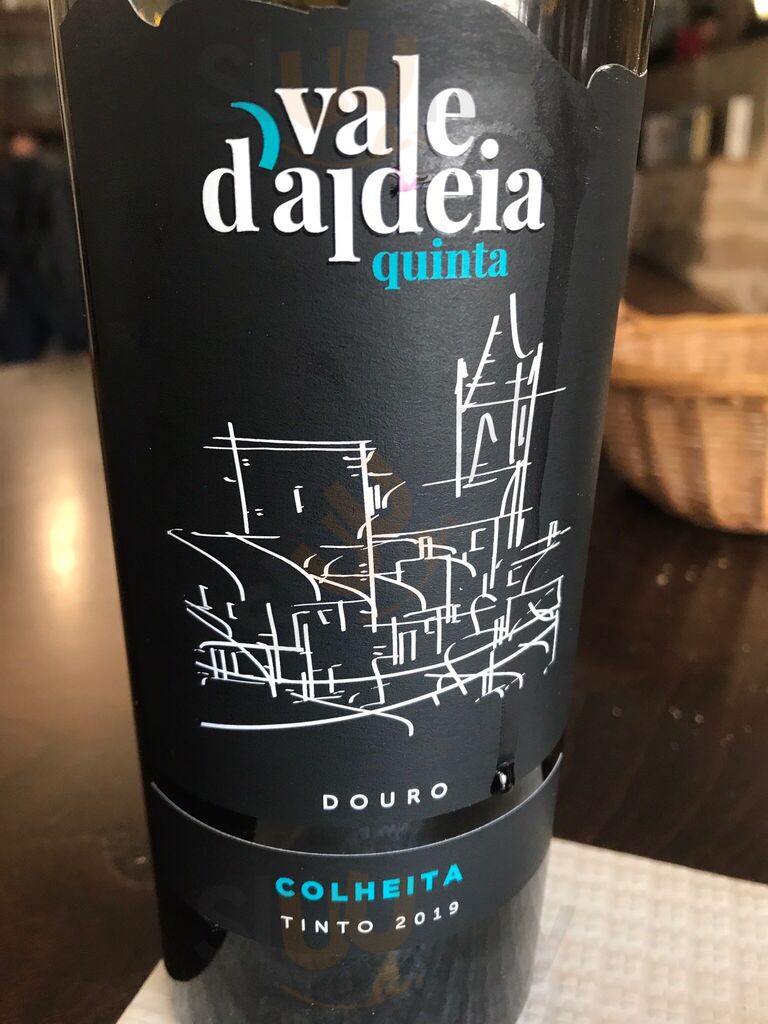 vale
d'aldeia
quinta
DOURO
COLHEITA
TINTO 2019